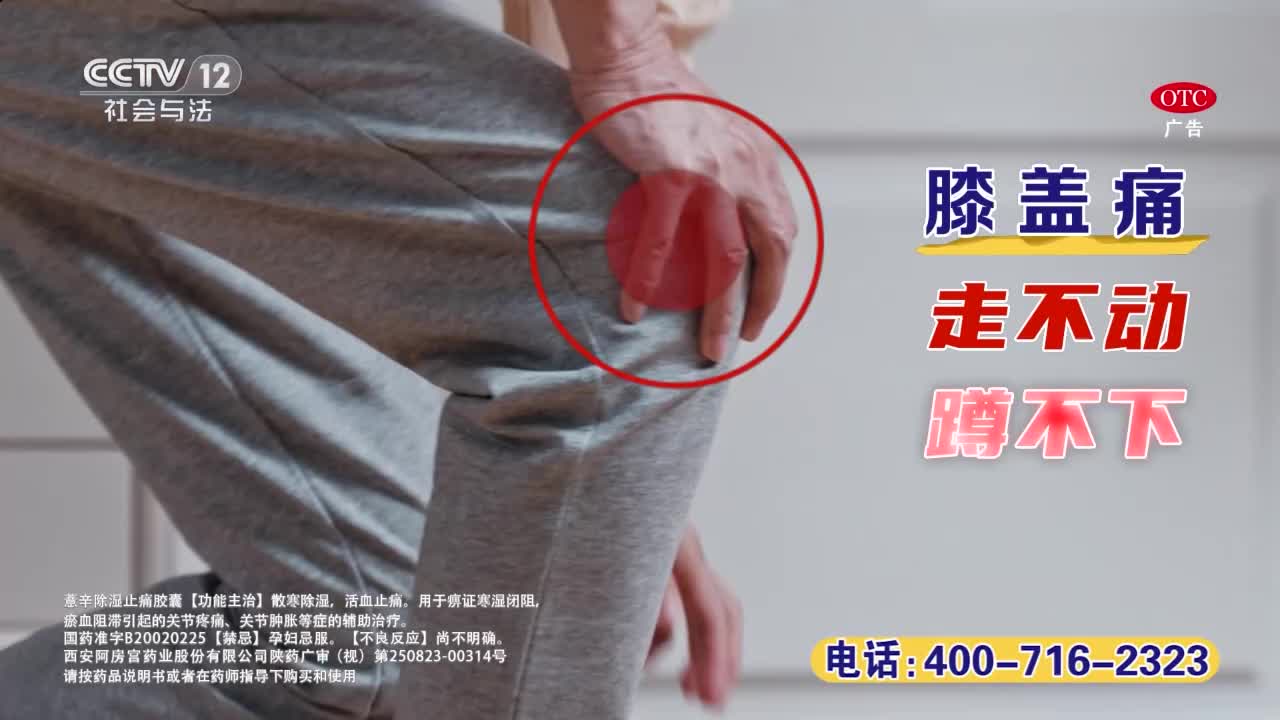 CCTV 12
社会与法
OTC
广告
膝盖痛
走不动
蹲不下
薏辛除湿止痛胶囊【功能主治】散寒除湿，活血止痛。用于痹证寒湿闭阻，
瘀血阻滞引起的关节疼痛、关节肿胀等症的辅助治疗。
国药准字B20020225【禁忌】孕妇忌服。【不良反应】尚不明确。
西安阿房宫药业股份有限公司陕药广审（视）第250823-00314号
请按药品说明书或者在药师指导下购买和使用
电话:400-716-2323